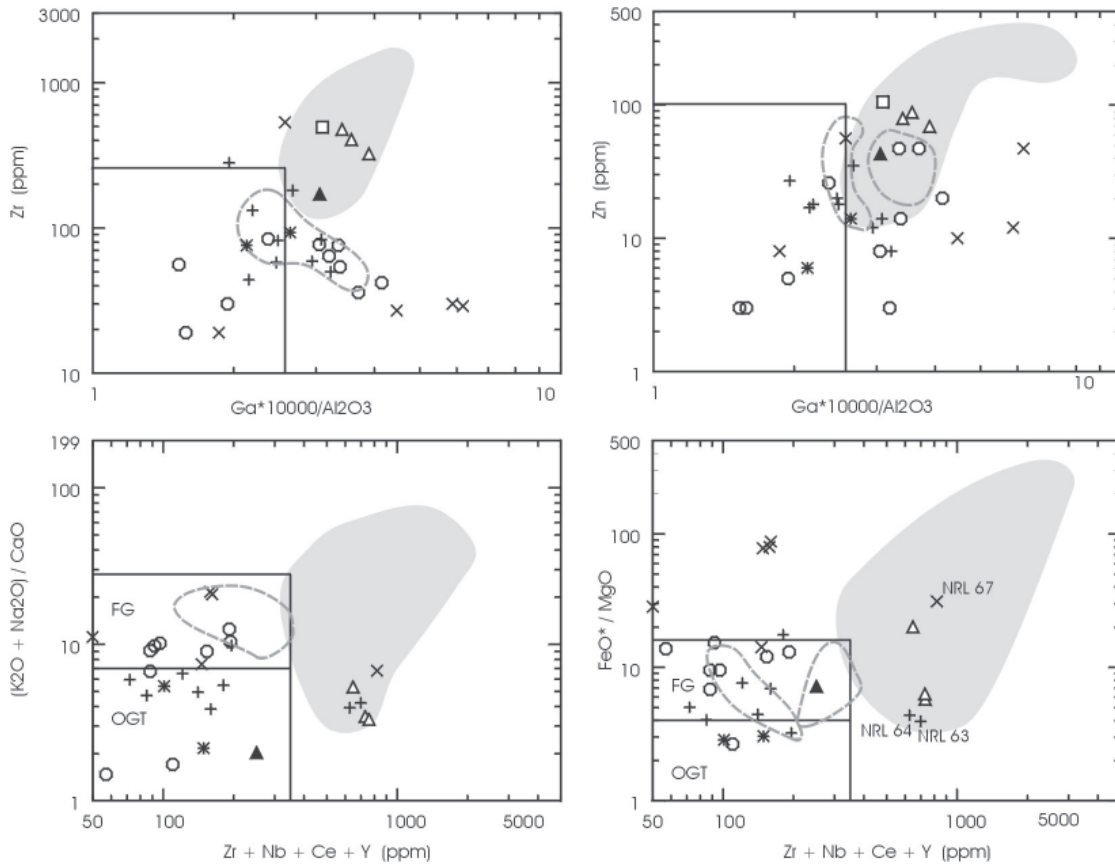 3000
1000
100
10
Zr (ppm)
1
10
Ga*10000/Al2O3
500
100
10
1
Zn (ppm)
1
10
Ga*10000/Al2O3
199
100
10
1
(K2O + Na2O) / CaO
FG
OGT
50
100
1000
5000
Zr + Nb + Ce + Y (ppm)
500
100
10
1
FeO* / MgO
NRL 67
FG
NRL 64
NRL 63
OGT
50
100
1000
5000
Zr + Nb + Ce + Y (ppm)